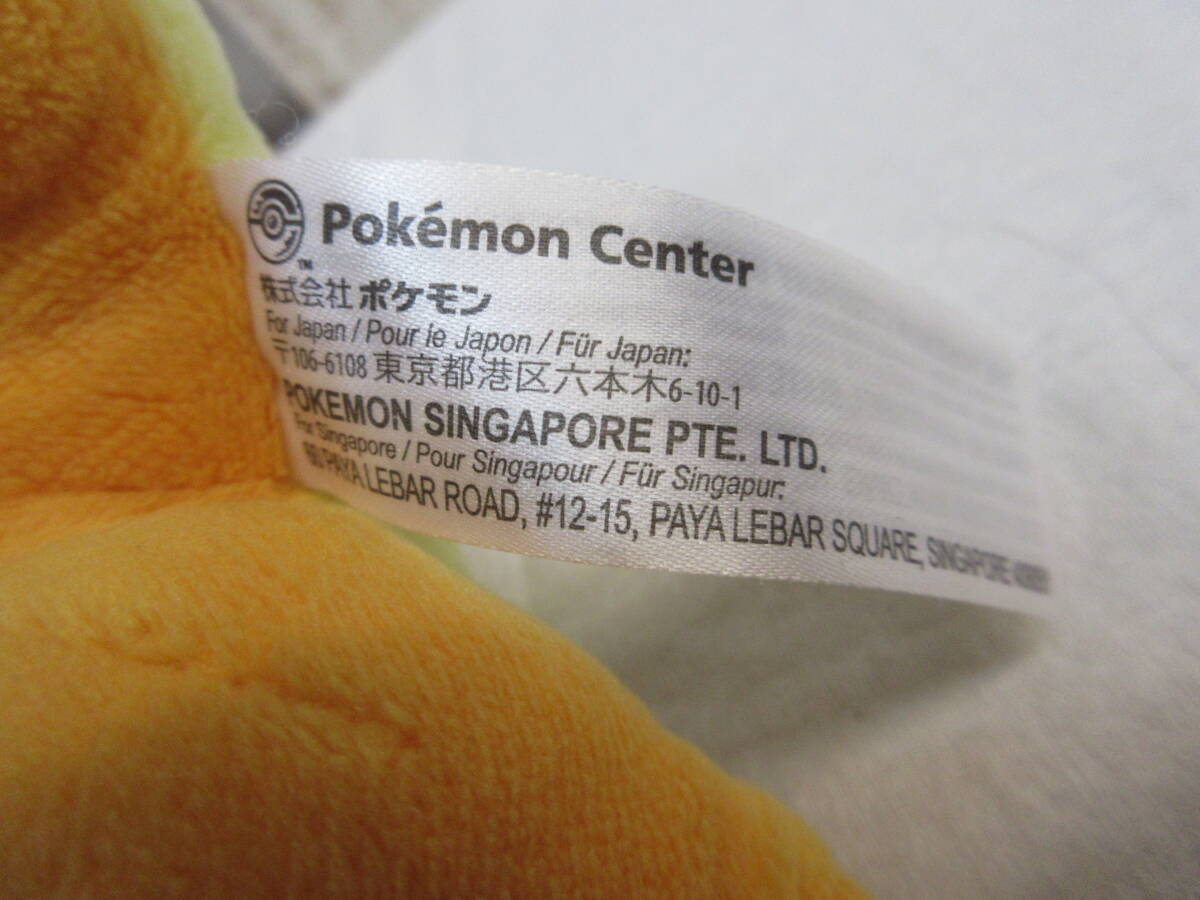 Pokémon Center
TM
株式会社 ポケモン
For Japan / Pour le Japon / Für Japan:
〒106-6108 東京都港区六本木6-10-1
POKEMON SINGAPORE PTE. LTD.
For Singapore / Pour Singapour / Für Singapur:
PAYA LEBAR ROAD, #12-15, PAYA LEBAR SQUARE, SINGAPORE